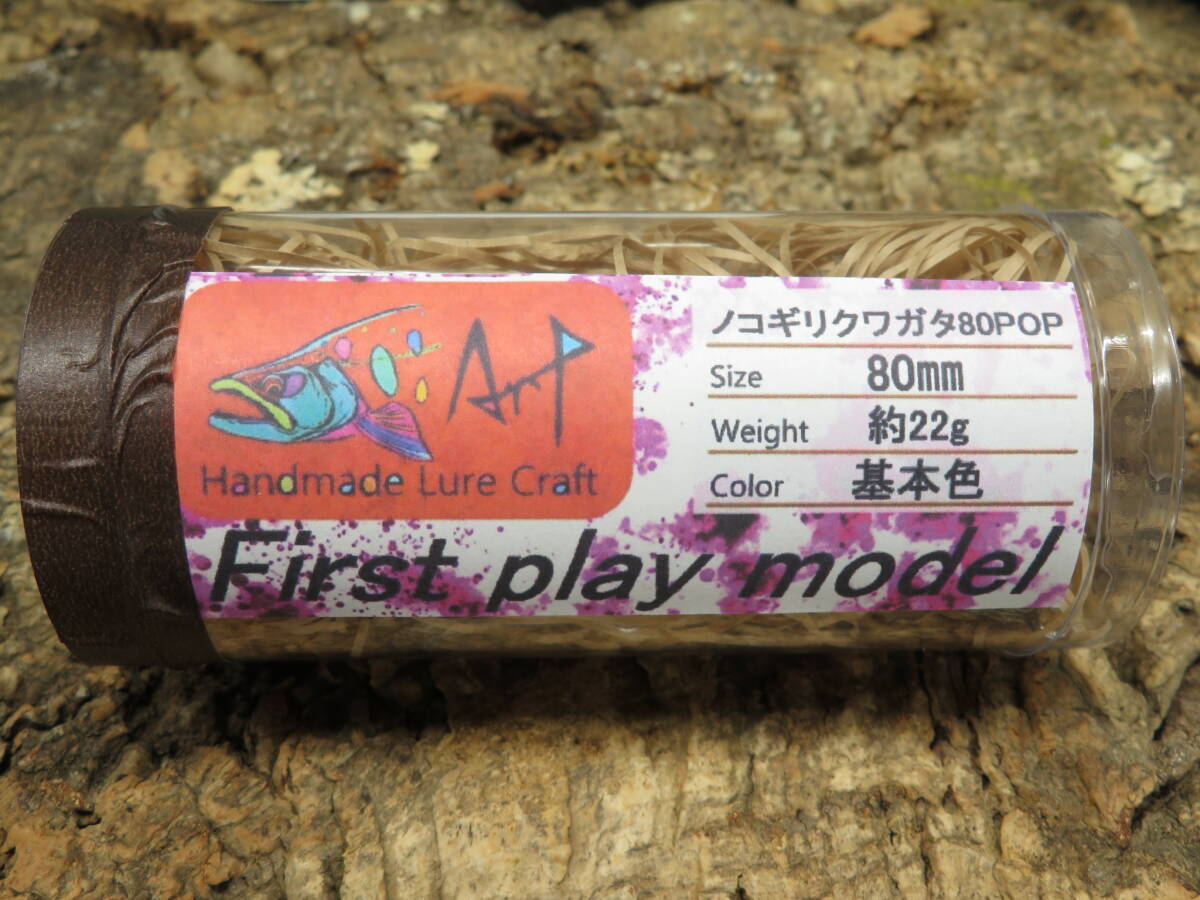 ArtP
Handmade Lure Craft
ノコギリクワガタ80POP
Size 80mm
Weight 約22g
Color 基本色
First play model